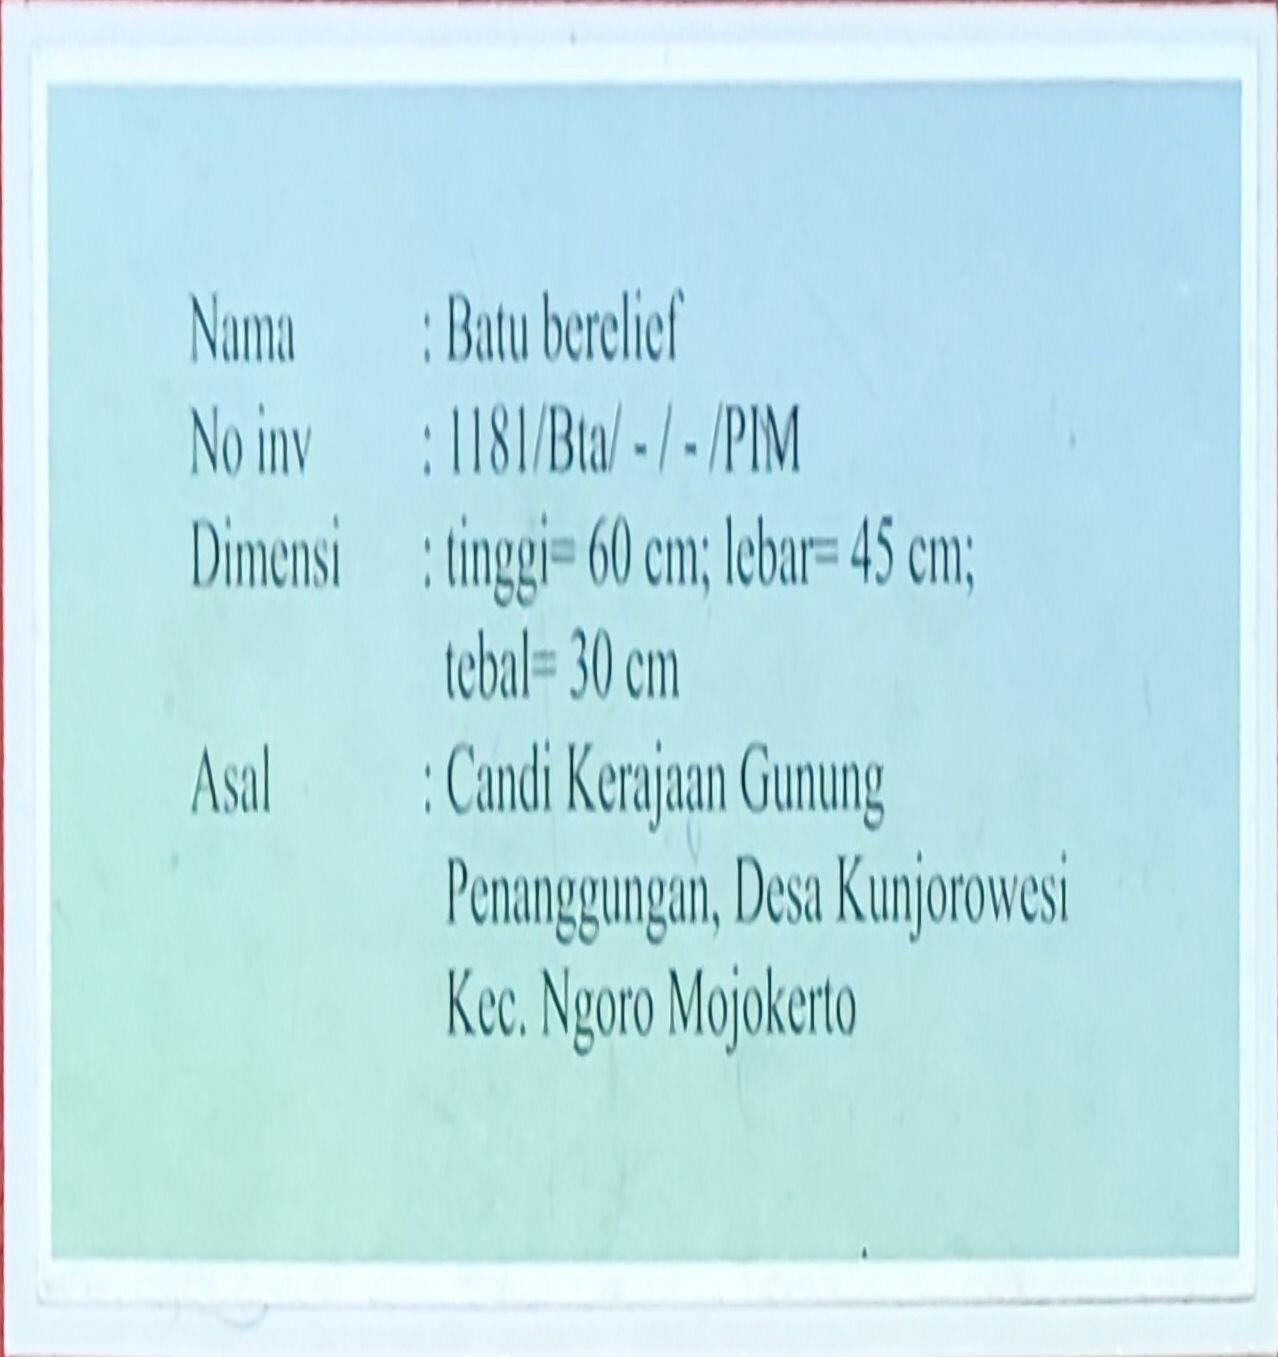 Nama : Batu berelief
No inv : 1181/Bta/ - / - /PIM
Dimensi : tinggi= 60 cm; lebar= 45 cm;
tebal= 30 cm
Asal : Candi Kerajaan Gunung
Penanggungan, Desa Kunjorowesi
Kec. Ngoro Mojokerto